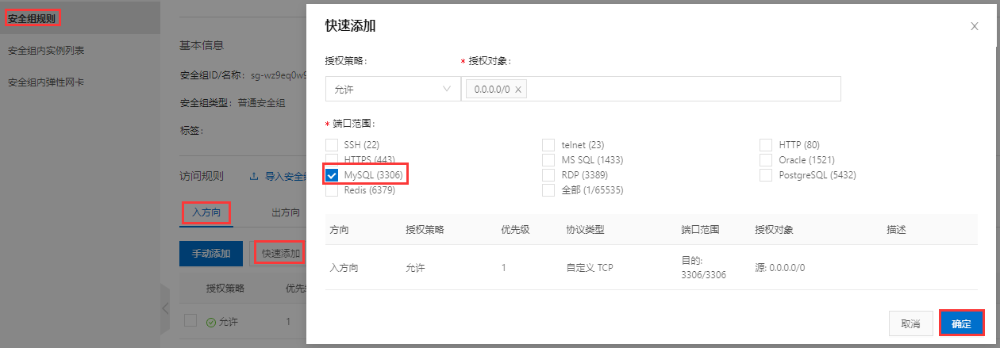 安全组规则
安全组内实例列表
安全组内弹性网卡
基本信息
安全组ID/名称： sg-wz9eq0w9
安全组类型： 普通安全组
标签：
访问规则 导入安全组
入方向 出方向
手动添加 快速添加
授权策略 优先级
允许 1
快速添加
授权策略： * 授权对象：
允许 0.0.0.0/0
* 端口范围：
SSH (22) telnet (23) HTTP (80)
HTTPS (443) MS SQL (1433) Oracle (1521)
MySQL (3306) RDP (3389) PostgreSQL (5432)
Redis (6379) 全部 (1/65535)
方向 授权策略 优先级 协议类型 端口范围 授权对象 描述
入方向 允许 1 自定义 TCP 目的: 源: 0.0.0.0/0
3306/3306
取消 确定